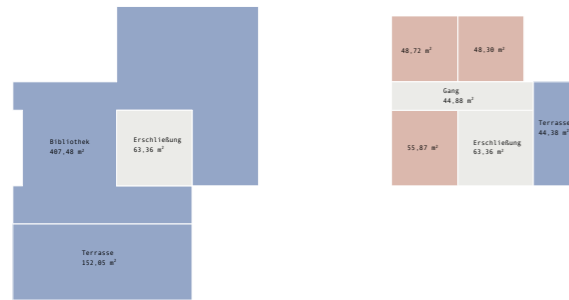 Bibliothek
407,48 m²
Erschließung
63,36 m²
Terrasse
152,05 m²
48,72 m²
48,30 m²
Gang
44,88 m²
Terrasse
44,38 m²
55,87 m²
Erschließung
63,36 m²